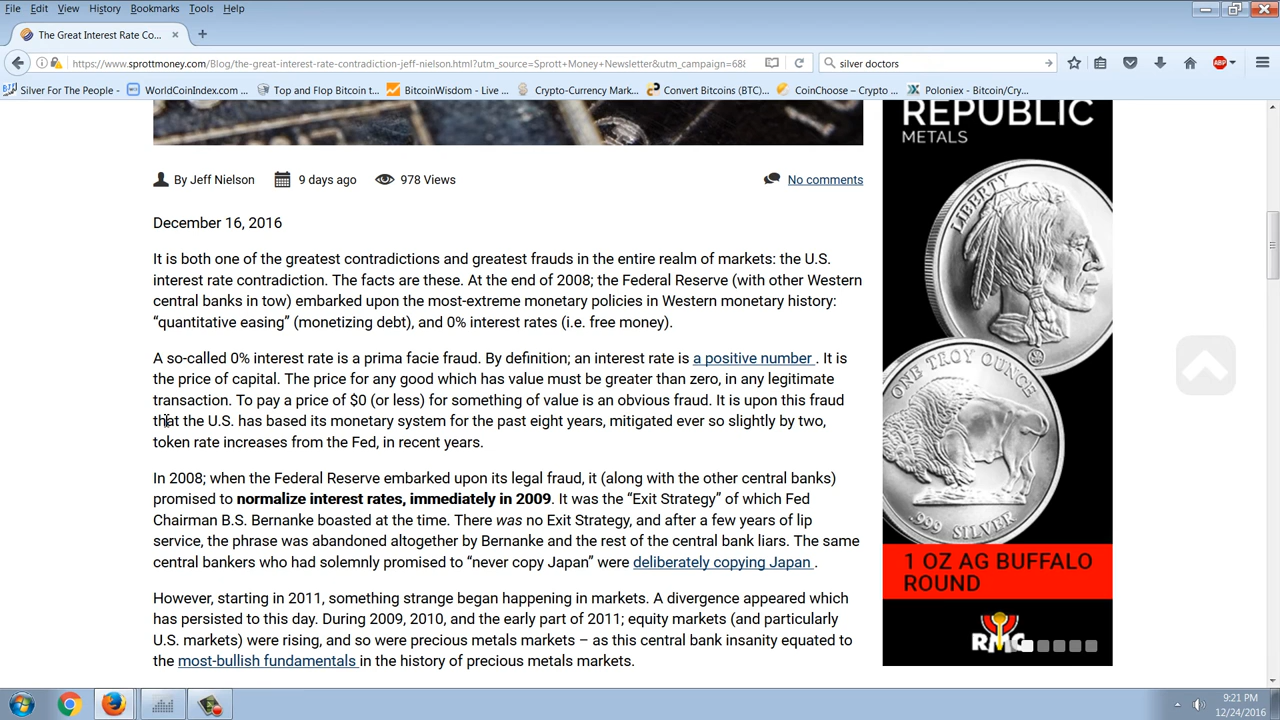 File Edit View History Bookmarks Tools Help
The Great Interest Rate Co...
https://www.sprottmoney.com/Blog/the-great-interest-rate-contradiction-jeff-nielson.html?utm_source=Sprott+Money+Newsletter&utm_campaign=68
silver doctors
ABP
Silver For The People - WorldCoinIndex.com ... Top and Flop Bitcoin t... BitcoinWisdom - Live ... Crypto-Currency Mark... Convert Bitcoins (BTC)... CoinChoose – Crypto ... Poloniex - Bitcoin/Cry...
REPUBLIC
METALS
By Jeff Nielson 9 days ago 978 Views No comments
December 16, 2016
It is both one of the greatest contradictions and greatest frauds in the entire realm of markets: the U.S.
interest rate contradiction. The facts are these. At the end of 2008; the Federal Reserve (with other Western
central banks in tow) embarked upon the most-extreme monetary policies in Western monetary history:
“quantitative easing” (monetizing debt), and 0% interest rates (i.e. free money).
A so-called 0% interest rate is a prima facie fraud. By definition; an interest rate is a positive number . It is
the price of capital. The price for any good which has value must be greater than zero, in any legitimate
transaction. To pay a price of $0 (or less) for something of value is an obvious fraud. It is upon this fraud
that the U.S. has based its monetary system for the past eight years, mitigated ever so slightly by two,
token rate increases from the Fed, in recent years.
In 2008; when the Federal Reserve embarked upon its legal fraud, it (along with the other central banks)
promised to normalize interest rates, immediately in 2009. It was the “Exit Strategy” of which Fed
Chairman B.S. Bernanke boasted at the time. There was no Exit Strategy, and after a few years of lip
service, the phrase was abandoned altogether by Bernanke and the rest of the central bank liars. The same
central bankers who had solemnly promised to “never copy Japan” were deliberately copying Japan .
However, starting in 2011, something strange began happening in markets. A divergence appeared which
has persisted to this day. During 2009, 2010, and the early part of 2011; equity markets (and particularly
U.S. markets) were rising, and so were precious metals markets – as this central bank insanity equated to
the most-bullish fundamentals in the history of precious metals markets.
LIBERTY
ONE TROY OUNCE
.999 SILVER
1 OZ AG BUFFALO
ROUND
RMG
9:21 PM
12/24/2016